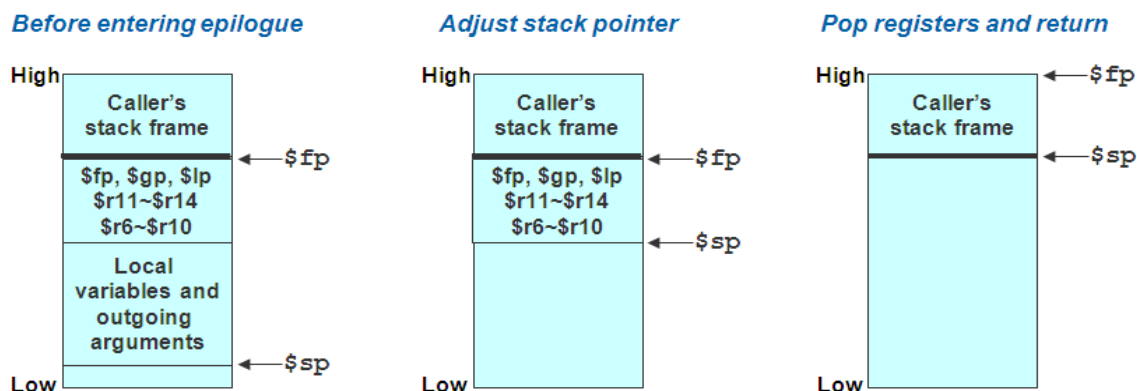 Before entering epilogue
High
Caller's
stack frame
$fp
$fp, $gp, $lp
$r11~$r14
$r6~$r10
Local
variables and
outgoing
arguments
$sp
Low
Adjust stack pointer
High
Caller's
stack frame
$fp
$fp, $gp, $lp
$r11~$r14
$r6~$r10
$sp
Low
Pop registers and return
High
$fp
Caller's
stack frame
$sp
Low